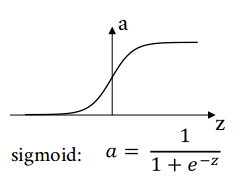 a
z
sigmoid: a = 1 / (1 + e^{-z})